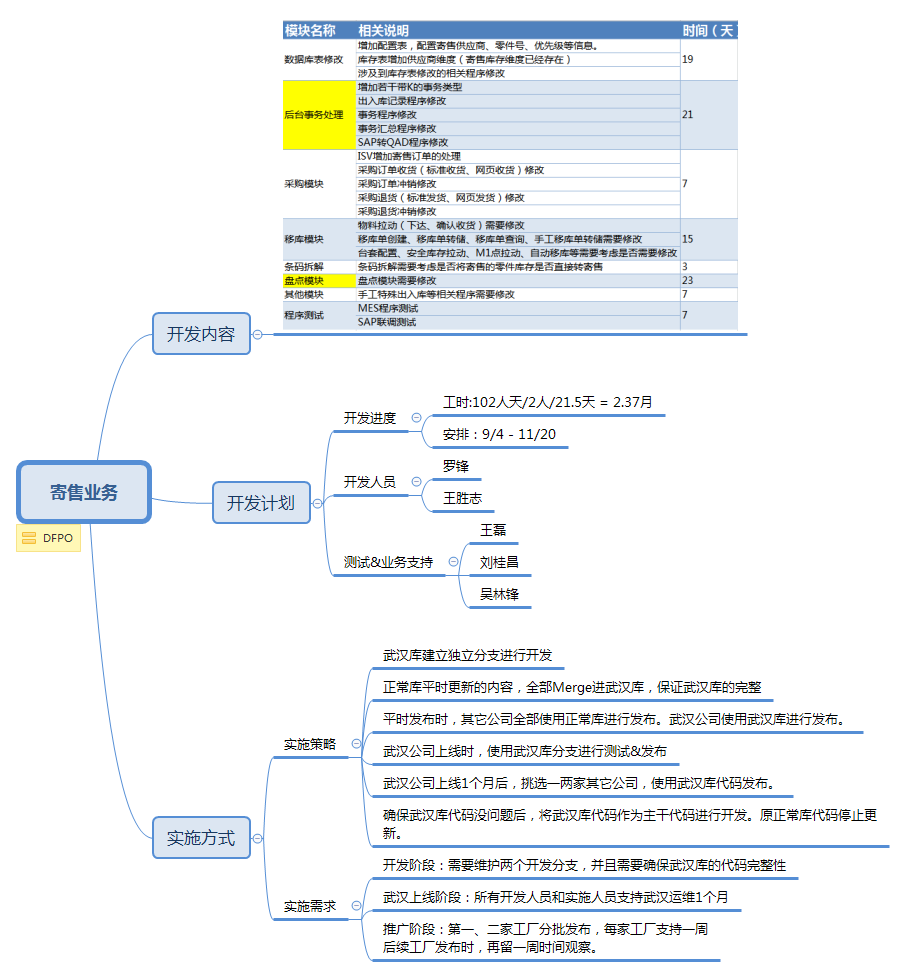 模块名称 相关说明 时间（天
数据库表修改 增加配置表，配置寄售供应商、零件号、优先级等信息。 19
库存表增加供应商维度（寄售库存维度已经存在）
涉及到库存表修改的相关程序修改
后台事务处理 增加若干带K的事务类型 21
出入库记录程序修改
事务程序修改
事务汇总程序修改
SAP转QAD程序修改
采购模块 ISV增加寄售订单的处理 7
采购订单收货（标准收货、网页收货）修改
采购订单冲销修改
采购退货（标准发货、网页发货）修改
采购退货冲销修改
移库模块 物料拉动（下达、确认收货）需要修改 15
移库单创建、移库单转储、移库单查询、手工移库单转储需要修改
台套配置、安全库存拉动、M1点拉动、自动移库等需要考虑是否需要修改
条码拆解 条码拆解需要考虑是否将寄售的零件库存是否直接转寄售 3
盘点模块 盘点模块需要修改 23
其他模块 手工特殊出入库等相关程序需要修改 7
程序测试 MES程序测试 7
SAP联调测试
开发内容
工时:102人天/2人/21.5天 = 2.37月
开发进度
安排：9/4 - 11/20
罗锋
开发人员
王胜志
寄售业务
开发计划
DFPO
王磊
测试&业务支持
刘桂昌
吴林锋
武汉库建立独立分支进行开发
正常库平时更新的内容，全部Merge进武汉库，保证武汉库的完整
平时发布时，其它公司全部使用正常库进行发布。武汉公司使用武汉库进行发布。
实施策略
武汉公司上线时，使用武汉库分支进行测试&发布
武汉公司上线1个月后，挑选一两家其它公司，使用武汉库代码发布。
确保武汉库代码没问题后，将武汉库代码作为主干代码进行开发。原正常库代码停止更
新。
实施方式
开发阶段：需要维护两个开发分支，并且需要确保武汉库的代码完整性
实施需求
武汉上线阶段：所有开发人员和实施人员支持武汉运维1个月
推广阶段：第一、二家工厂分批发布，每家工厂支持一周
后续工厂发布时，再留一周时间观察。